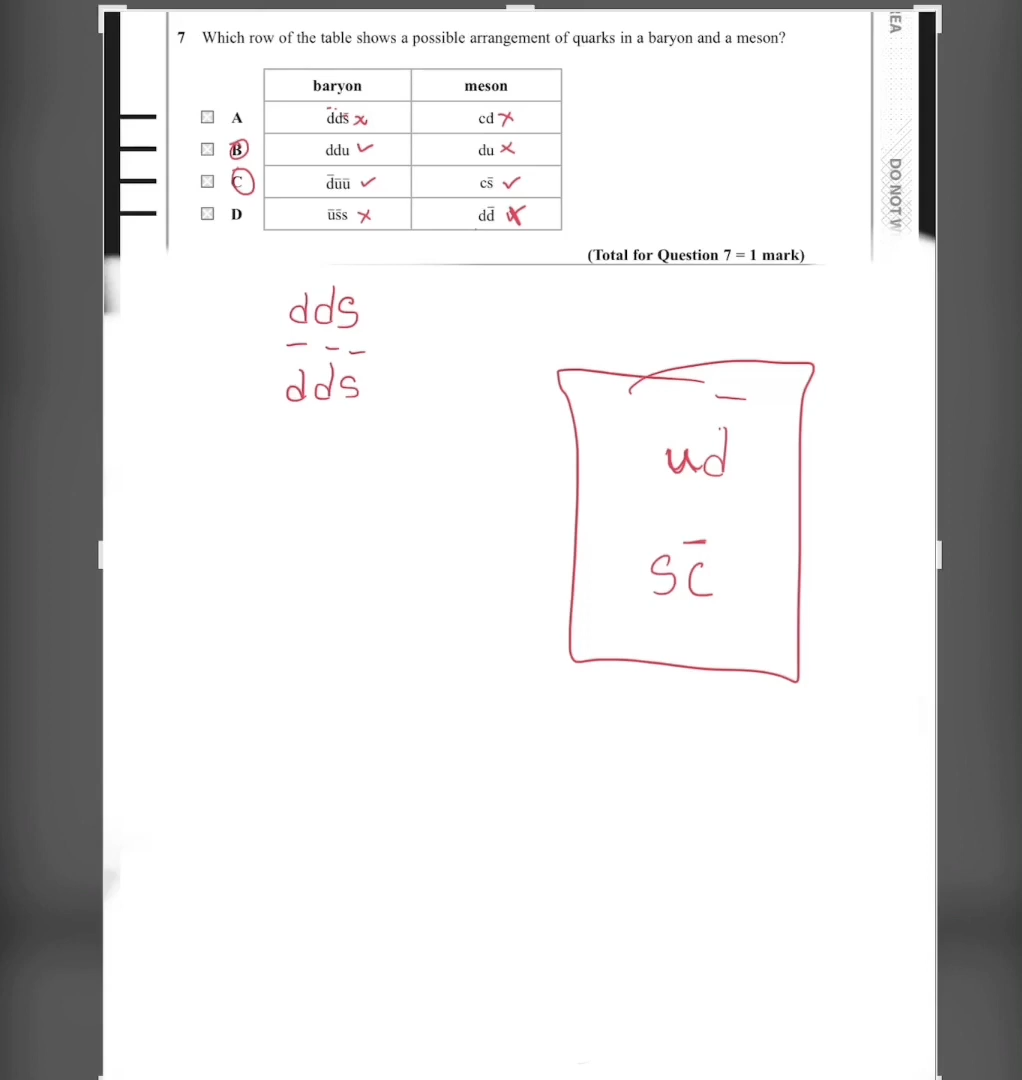 EA
7 Which row of the table shows a possible arrangement of quarks in a baryon and a meson?
baryon meson
A d̄ds̄ ✗ cd ✗
B ddu ✓ du ✗
C d̄ūū ✓ cs̄ ✓
D ūs̄s ✗ dd̄ ✗
DO NOT W
(Total for Question 7 = 1 mark)
dds
d̄d̄s̄
ud̄
sc̄